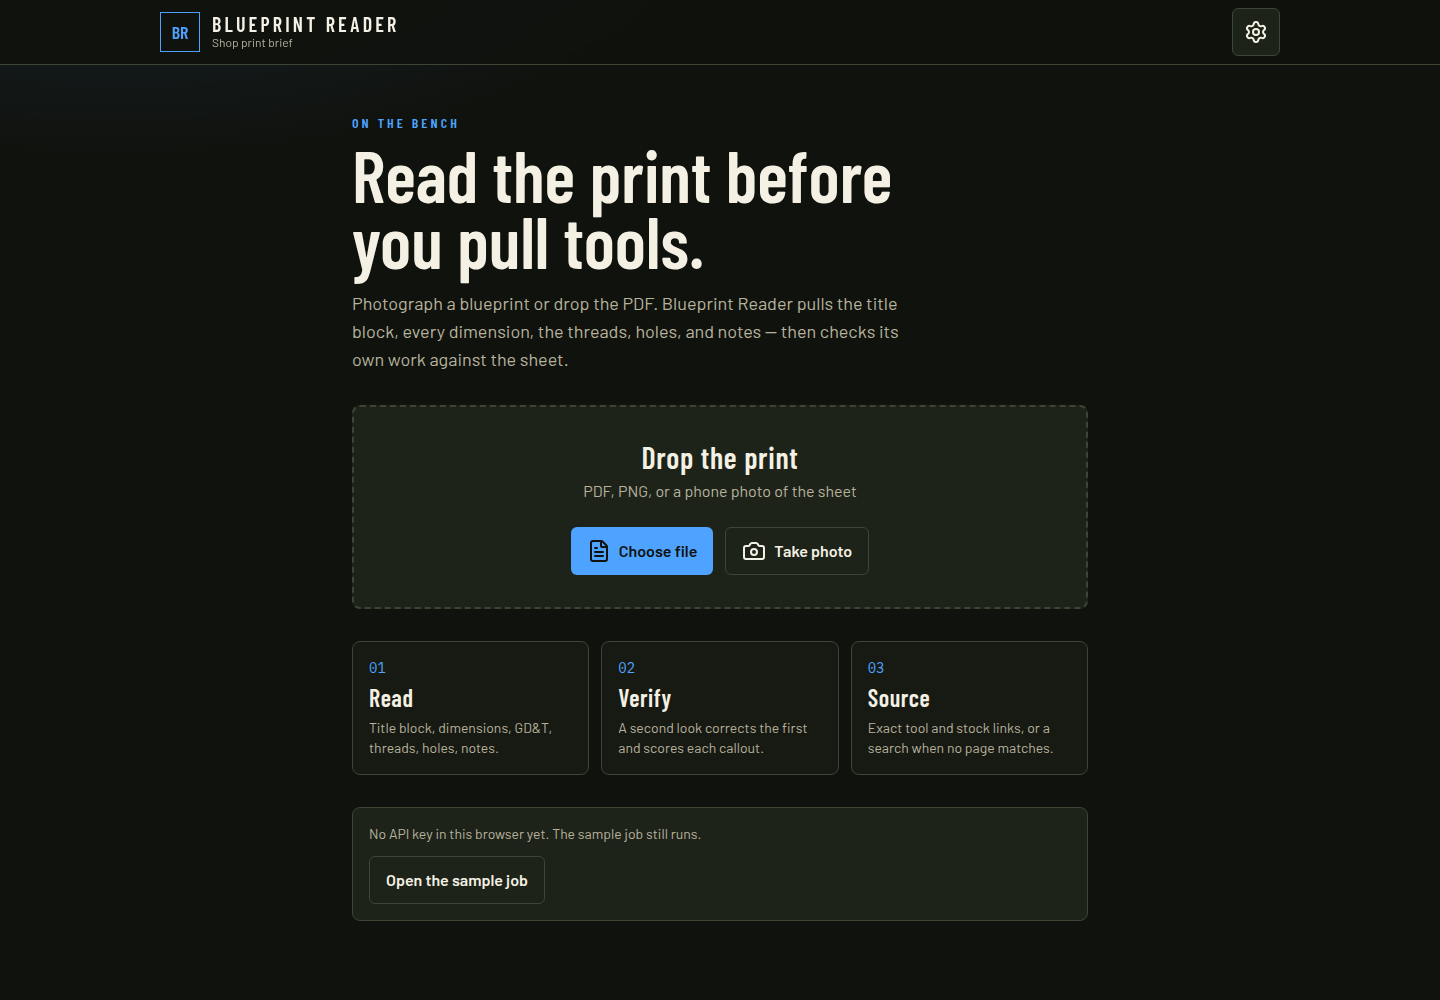 BR
BLUEPRINT READER
Shop print brief
ON THE BENCH
Read the print before
you pull tools.
Photograph a blueprint or drop the PDF. Blueprint Reader pulls the title
block, every dimension, the threads, holes, and notes — then checks its
own work against the sheet.
Drop the print
PDF, PNG, or a phone photo of the sheet
Choose file
Take photo
01
Read
Title block, dimensions, GD&T,
threads, holes, notes.
02
Verify
A second look corrects the first
and scores each callout.
03
Source
Exact tool and stock links, or a
search when no page matches.
No API key in this browser yet. The sample job still runs.
Open the sample job